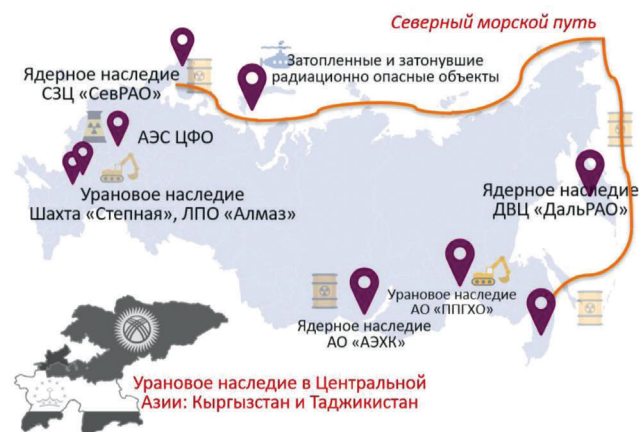 Северный морской путь
Затопленные и затонувшие
радиационно опасные объекты
Ядерное наследие
СЗЦ «СевРАО»
АЭС ЦФО
Урановое наследие
Шахта «Степная», ЛПО «Алмаз»
Ядерное наследие
ДВЦ «ДальРАО»
Урановое наследие
АО «ППГХО»
Ядерное наследие
АО «АЭХК»
Урановое наследие в Центральной
Азии: Кыргызстан и Таджикистан